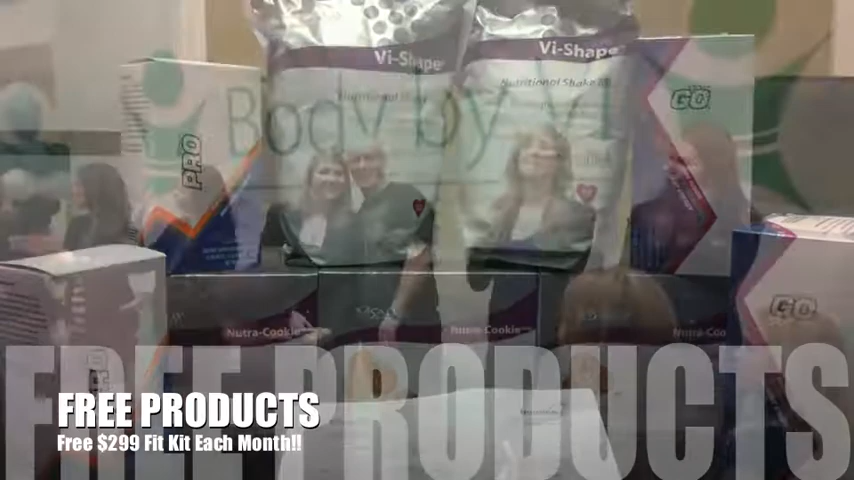 Vi-Shape
Vi-Shape
Nutritional Shake Mix
Body by Vi
GO
PRO
GO
Nutra-Cookie
Nutra-Cookie
Nutra-Coo
FREE PRODUCTS
FREE PRODUCTS
Free $299 Fit Kit Each Month!!